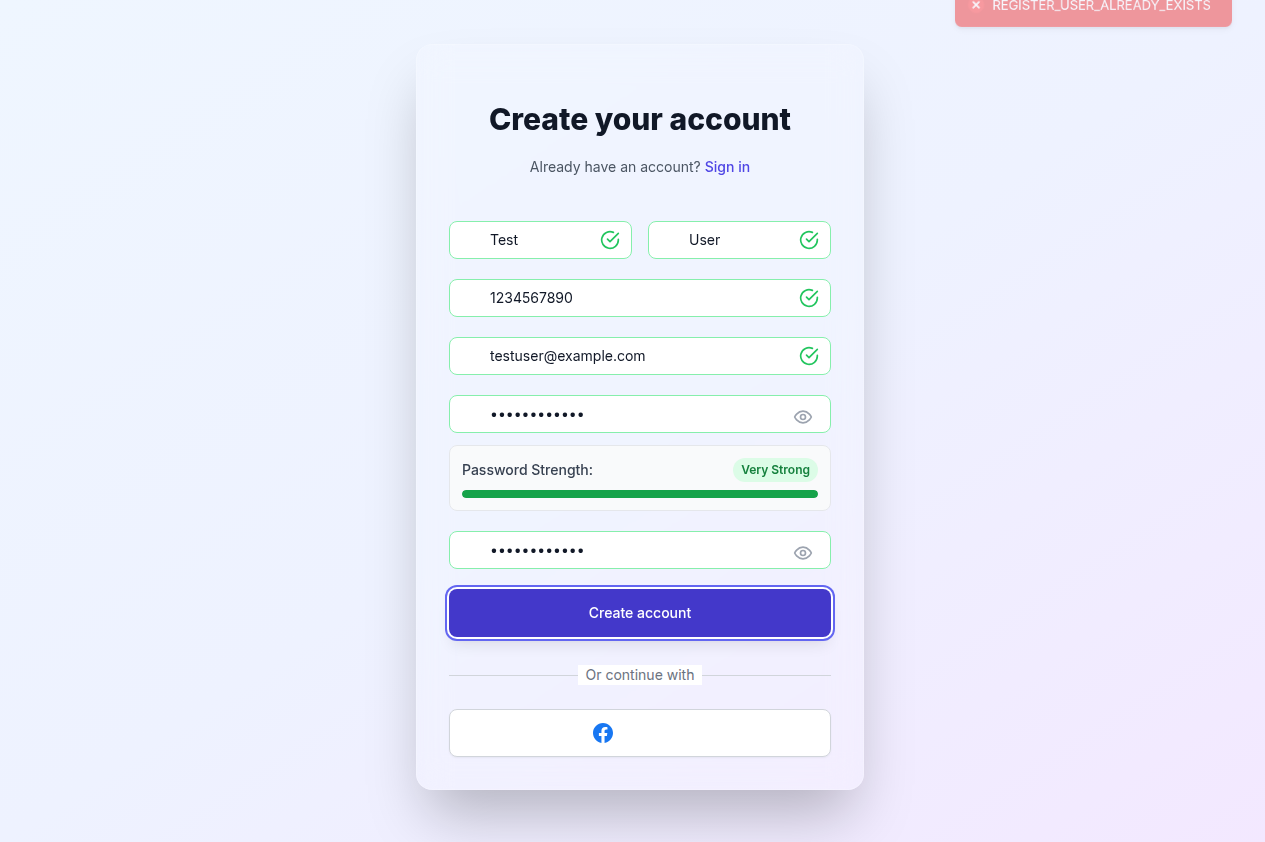 REGISTER_USER_ALREADY_EXISTS
Create your account
Already have an account? Sign in
Test
User
1234567890
testuser@example.com
••••••••••••
Password Strength:
Very Strong
••••••••••••
Create account
Or continue with